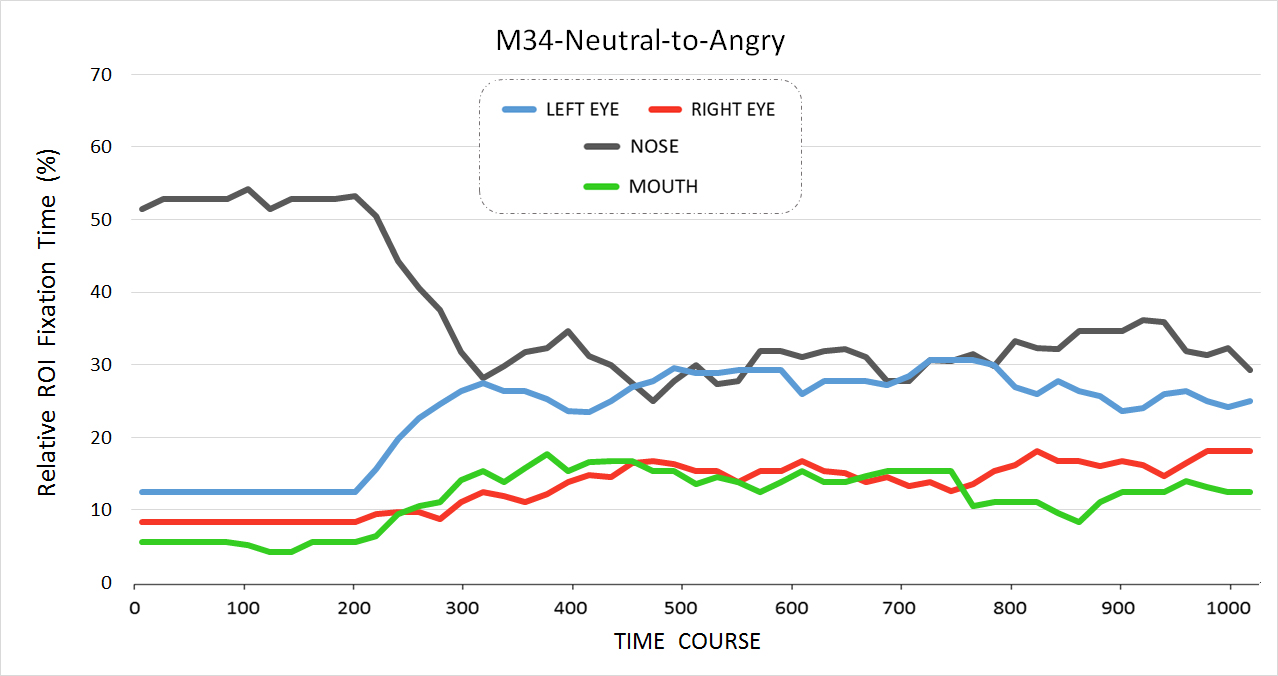 M34-Neutral-to-Angry
70
60
50
40
30
20
10
0
Relative ROI Fixation Time (%)
LEFT EYE RIGHT EYE
NOSE
MOUTH
0 100 200 300 400 500 600 700 800 900 1000
TIME COURSE